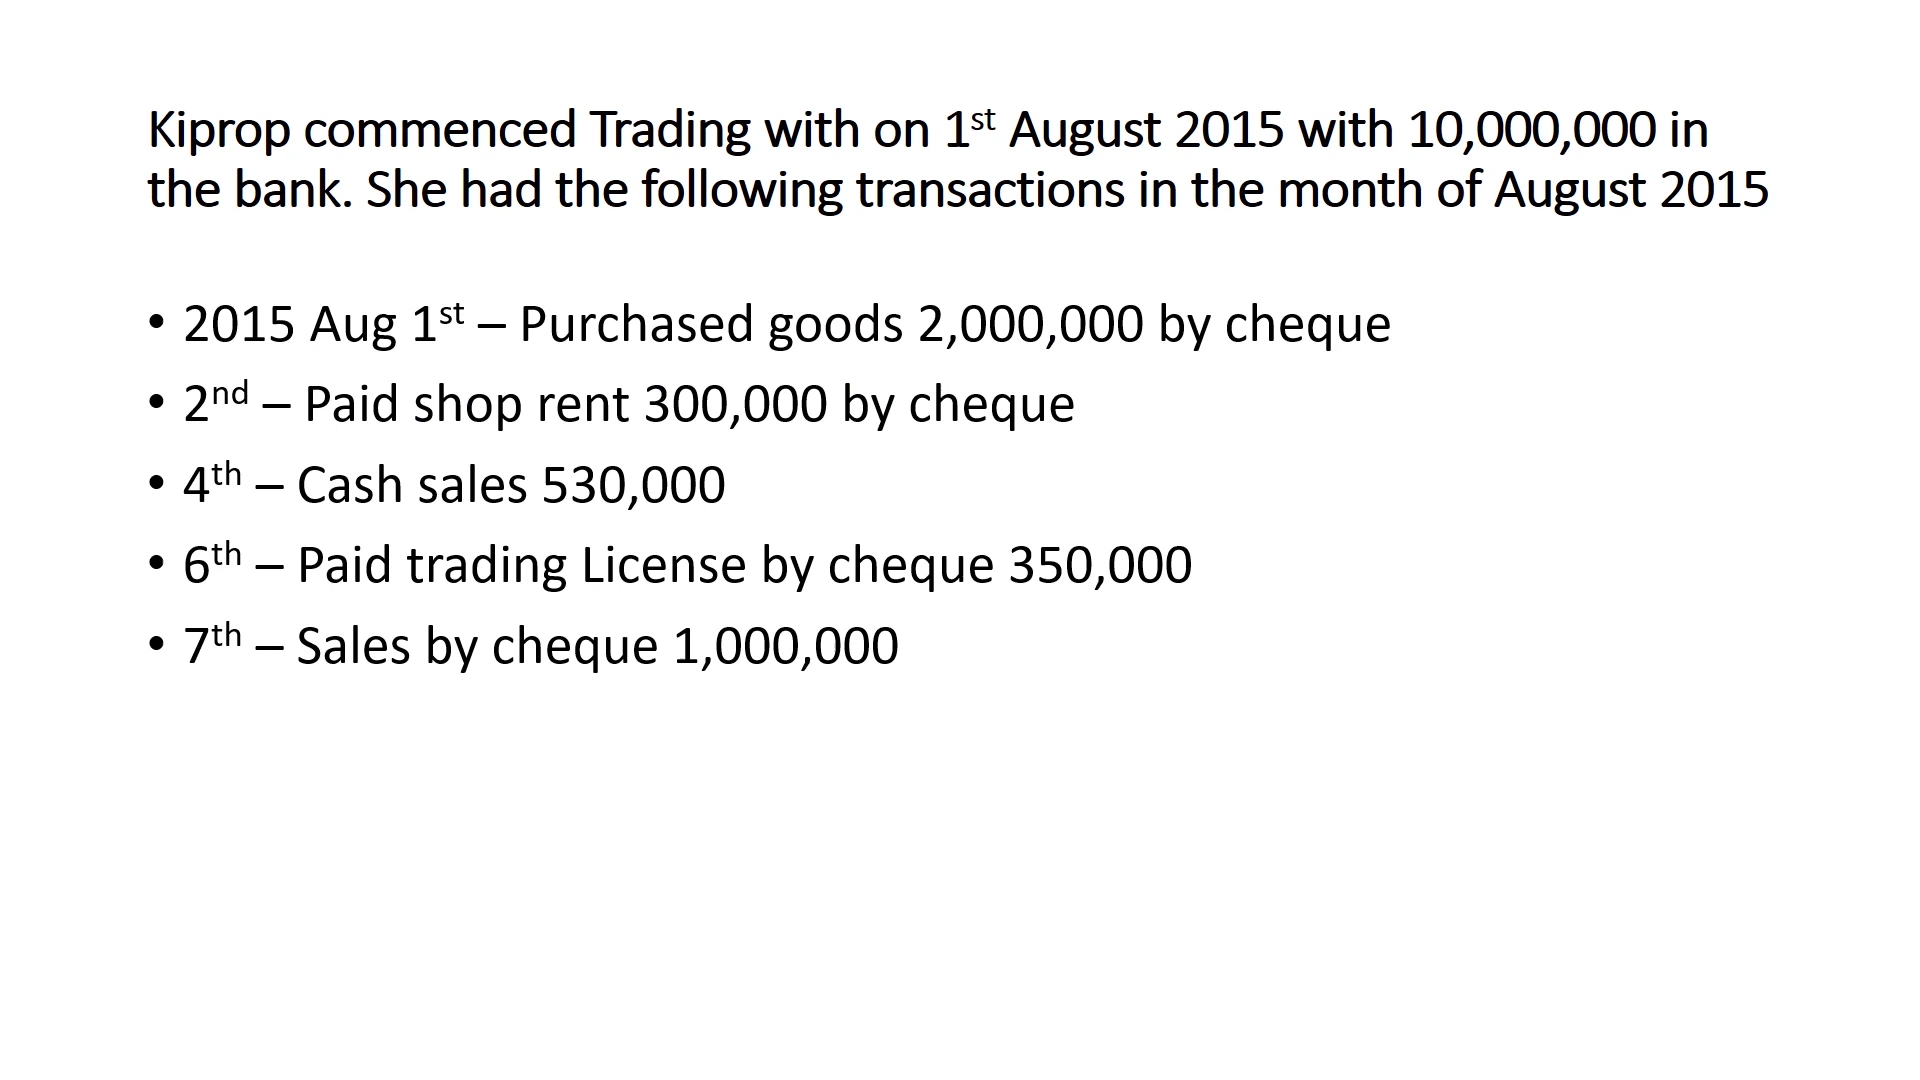 Kiprop commenced Trading with on 1st August 2015 with 10,000,000 in
the bank. She had the following transactions in the month of August 2015
• 2015 Aug 1st – Purchased goods 2,000,000 by cheque
• 2nd – Paid shop rent 300,000 by cheque
• 4th – Cash sales 530,000
• 6th – Paid trading License by cheque 350,000
• 7th – Sales by cheque 1,000,000